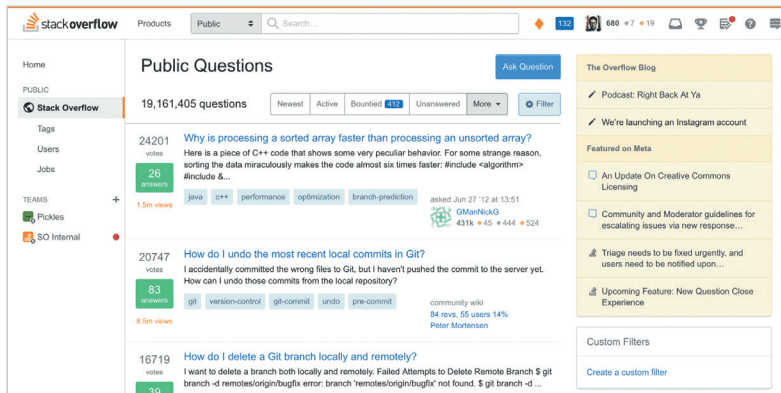 stackoverflow
Products
Public
Search...
132
680 •7 •19
Home
PUBLIC
Stack Overflow
Tags
Users
Jobs
TEAMS
Pickles
SO Internal
Public Questions
Ask Question
19,161,405 questions
Newest Active Bountied 412 Unanswered More Filter
24201
votes
26
answers
1.5m views
Why is processing a sorted array faster than processing an unsorted array?
Here is a piece of C++ code that shows some very peculiar behavior. For some strange reason,
sorting the data miraculously makes the code almost six times faster: #include <algorithm>
#include &...
java c++ performance optimization branch-prediction
asked Jun 27 '12 at 13:51
GManNickG
431k •45 •444 •524
20747
votes
83
answers
8.5m views
How do I undo the most recent local commits in Git?
I accidentally committed the wrong files to Git, but I haven't pushed the commit to the server yet.
How can I undo those commits from the local repository?
git version-control git-commit undo pre-commit
community wiki
84 revs, 55 users 14%
Peter Mortensen
16719
votes
39
How do I delete a Git branch locally and remotely?
I want to delete a branch both locally and remotely. Failed Attempts to Delete Remote Branch $ git
branch -d remotes/origin/bugfix error: branch 'remotes/origin/bugfix' not found. $ git branch -d ...
The Overflow Blog
Podcast: Right Back At Ya
We're launching an Instagram account
Featured on Meta
An Update On Creative Commons
Licensing
Community and Moderator guidelines for
escalating issues via new response...
Triage needs to be fixed urgently, and
users need to be notified upon...
Upcoming Feature: New Question Close
Experience
Custom Filters
Create a custom filter